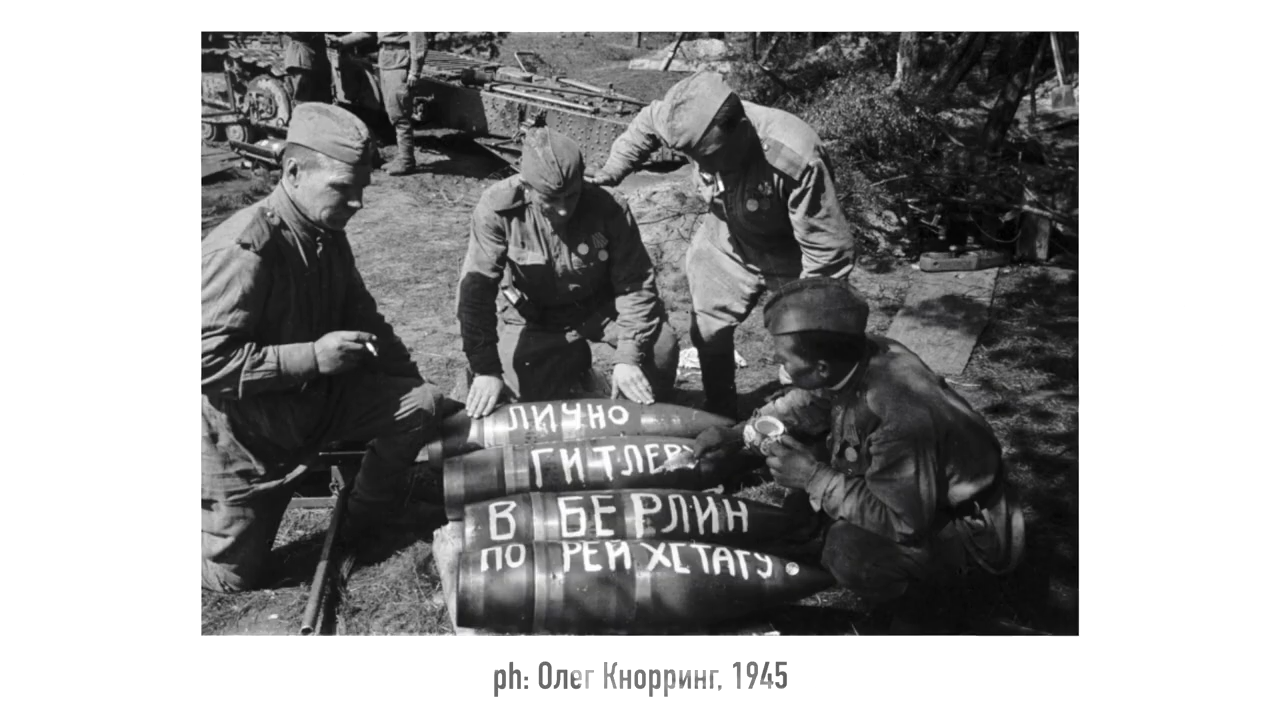 ЛИЧНО
ГИТЛЕРУ
В БЕРЛИН
ПО РЕЙХСТАГУ
ph: Олег Кнорринг, 1945